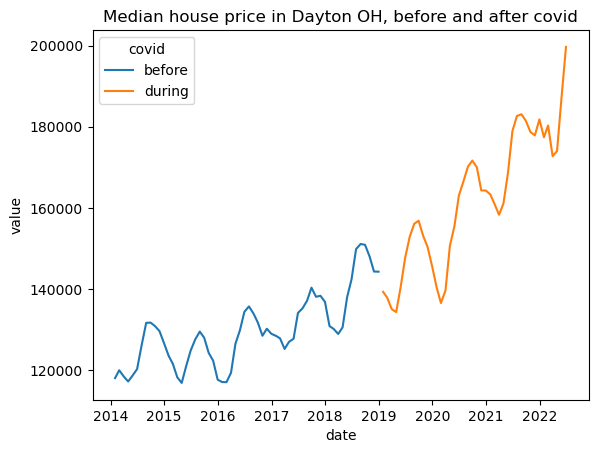 Median house price in Dayton OH, before and after covid
covid
before
during
200000
180000
160000
140000
120000
value
2014
2015
2016
2017
2018
2019
2020
2021
2022
date